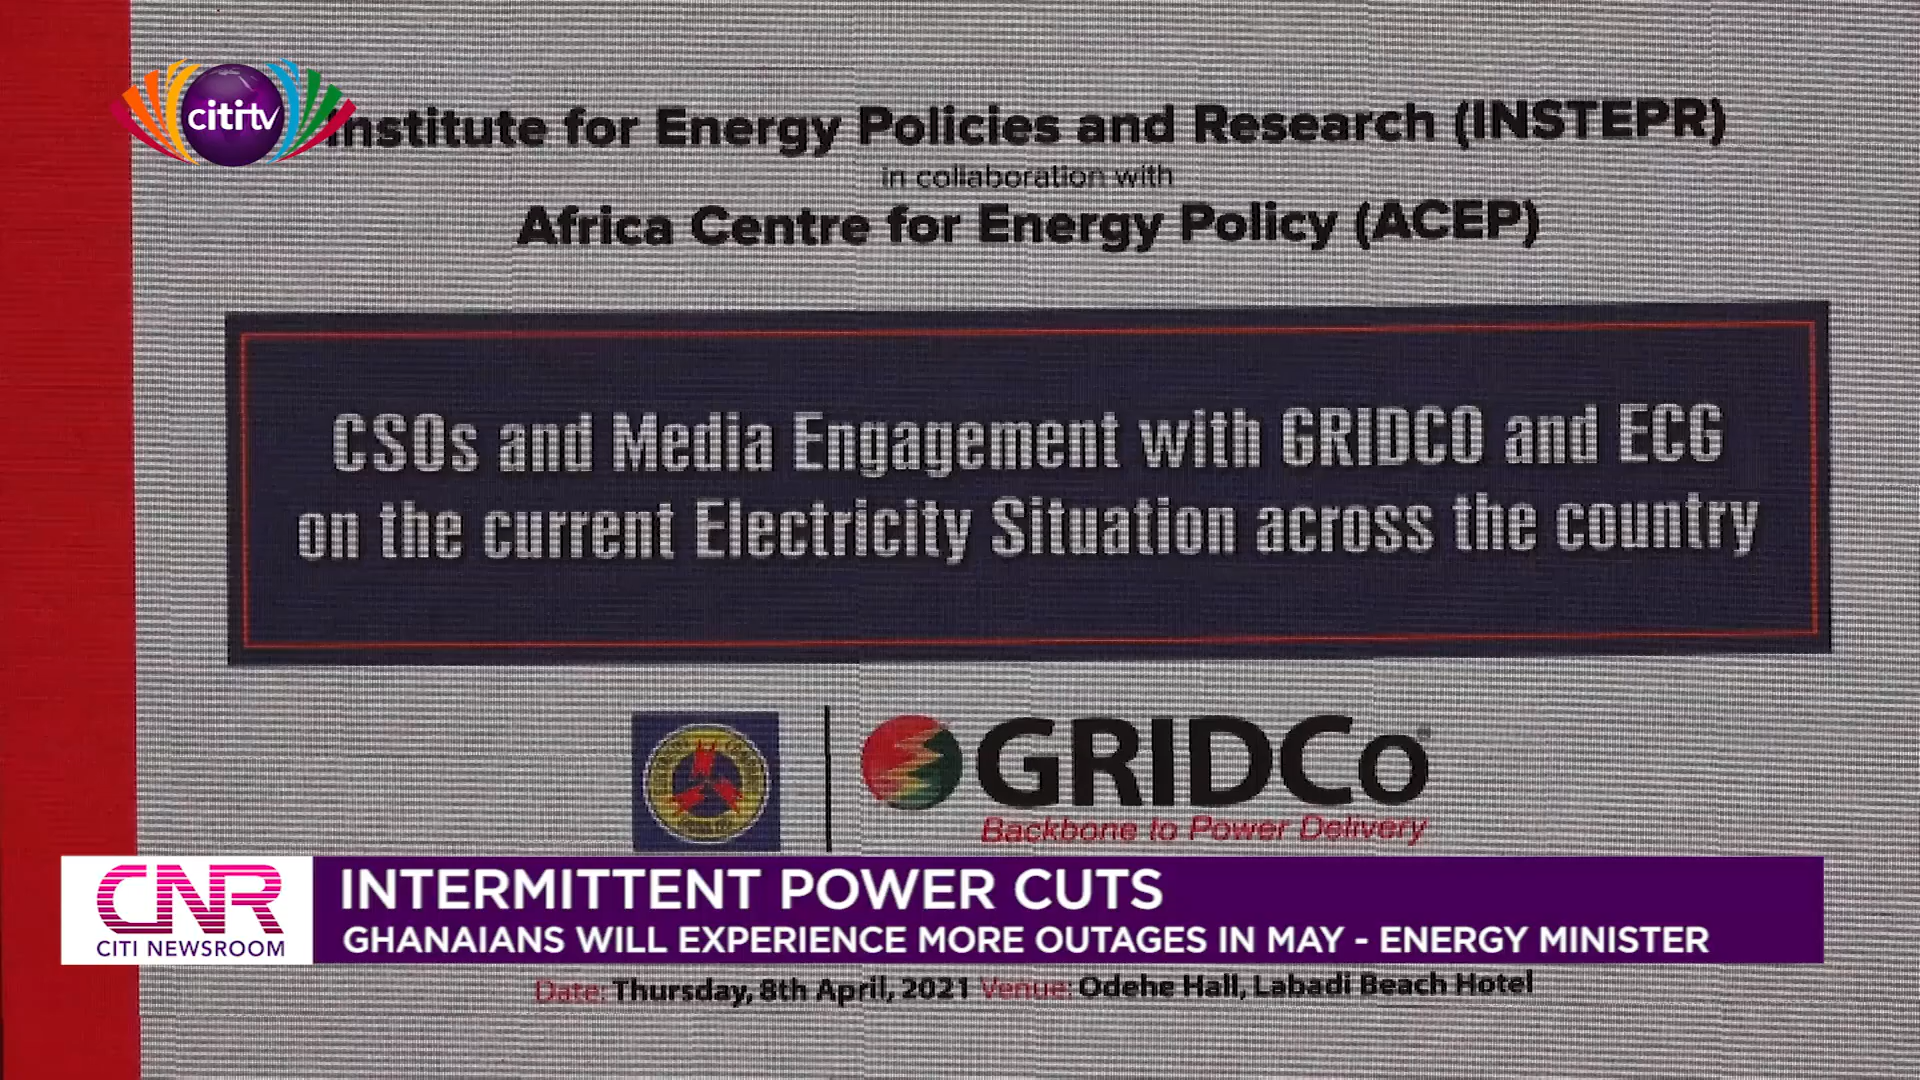 cititv
Institute for Energy Policies and Research (INSTEPR)
in collaboration with
Africa Centre for Energy Policy (ACEP)
CSOs and Media Engagement with GRIDCO and ECG
on the current Electricity Situation across the country
GRIDCo
Backbone to Power Delivery
CNR
CITI NEWSROOM
INTERMITTENT POWER CUTS
GHANAIANS WILL EXPERIENCE MORE OUTAGES IN MAY - ENERGY MINISTER
Date: Thursday, 8th April, 2021 Venue: Odehe Hall, Labadi Beach Hotel